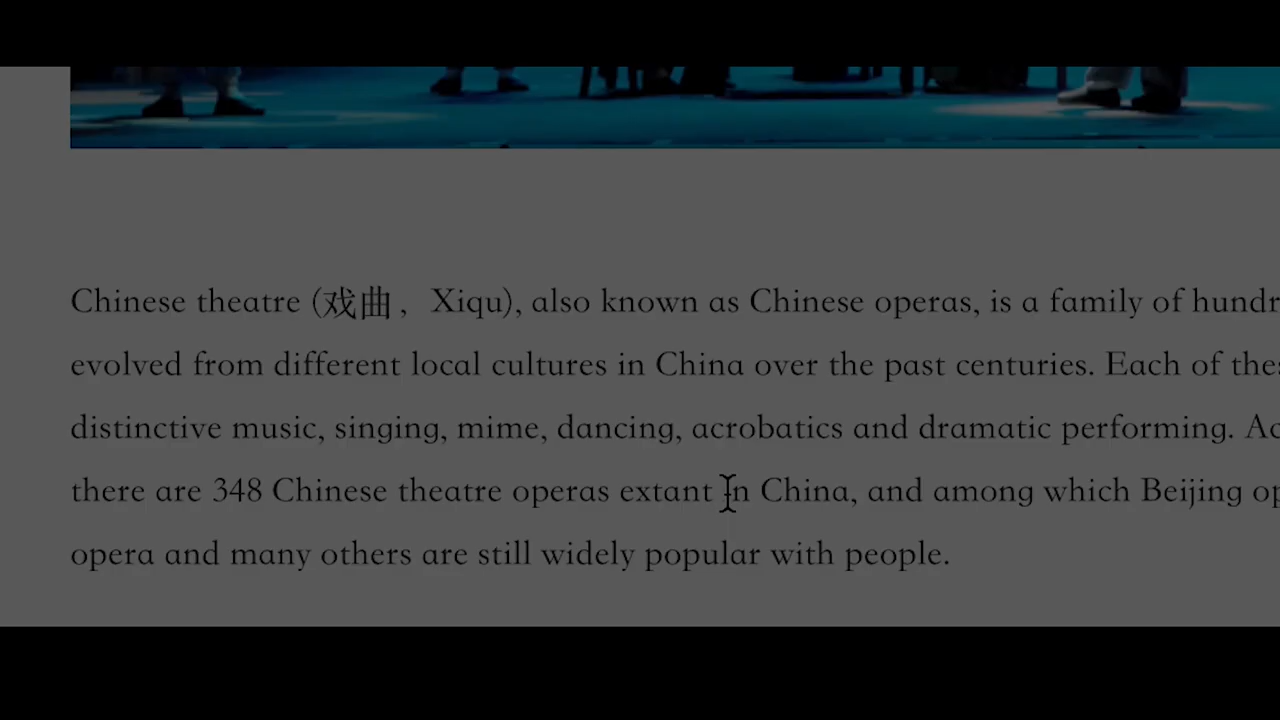 Chinese theatre (戏曲，Xiqu), also known as Chinese operas, is a family of
evolved from different local cultures in China over the past centuries. Each of
distinctive music, singing, mime, dancing, acrobatics and dramatic performing.
there are 348 Chinese theatre operas extant in China, and among which Beijing
opera and many others are still widely popular with people.